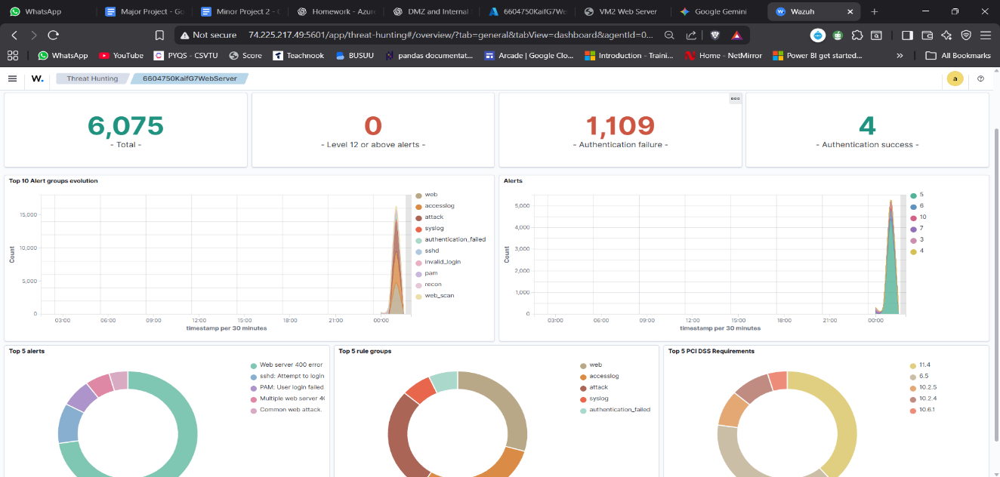 WhatsApp
Major Project - Go
Minor Project 2 - G
Homework - Azure
DMZ and Internal
6604750KaifG7We
VM2 Web Server
Google Gemini
Wazuh
Not secure 74.225.217.49:5601/app/threat-hunting#/overview/?tab=general&tabView=dashboard&agentId=0...
WhatsApp YouTube PYQS - CSVTU Score Teachnook BUSUU pandas documentat... Arcade | Google Clo... Introduction - Traini... Home - NetMirror Power BI get started... » All Bookmarks
W. Threat Hunting 6604750KaifG7WebServer a
6,075
- Total -
0
- Level 12 or above alerts -
1,109
- Authentication failure -
4
- Authentication success -
Top 10 Alert groups evolution
Count
15,000
10,000
5,000
0
03:00 06:00 09:00 12:00 15:00 18:00 21:00 00:00
timestamp per 30 minutes
web
accesslog
attack
syslog
authentication_failed
sshd
invalid_login
pam
recon
web_scan
Alerts
Count
5,000
4,000
3,000
2,000
1,000
0
03:00 06:00 09:00 12:00 15:00 18:00 21:00 00:00
timestamp per 30 minutes
5
6
10
7
3
4
Top 5 alerts
Web server 400 error
sshd: Attempt to login
PAM: User login failed
Multiple web server 40
Common web attack.
Top 5 rule groups
web
accesslog
attack
syslog
authentication_failed
Top 5 PCI DSS Requirements
11.4
6.5
10.2.5
10.2.4
10.6.1